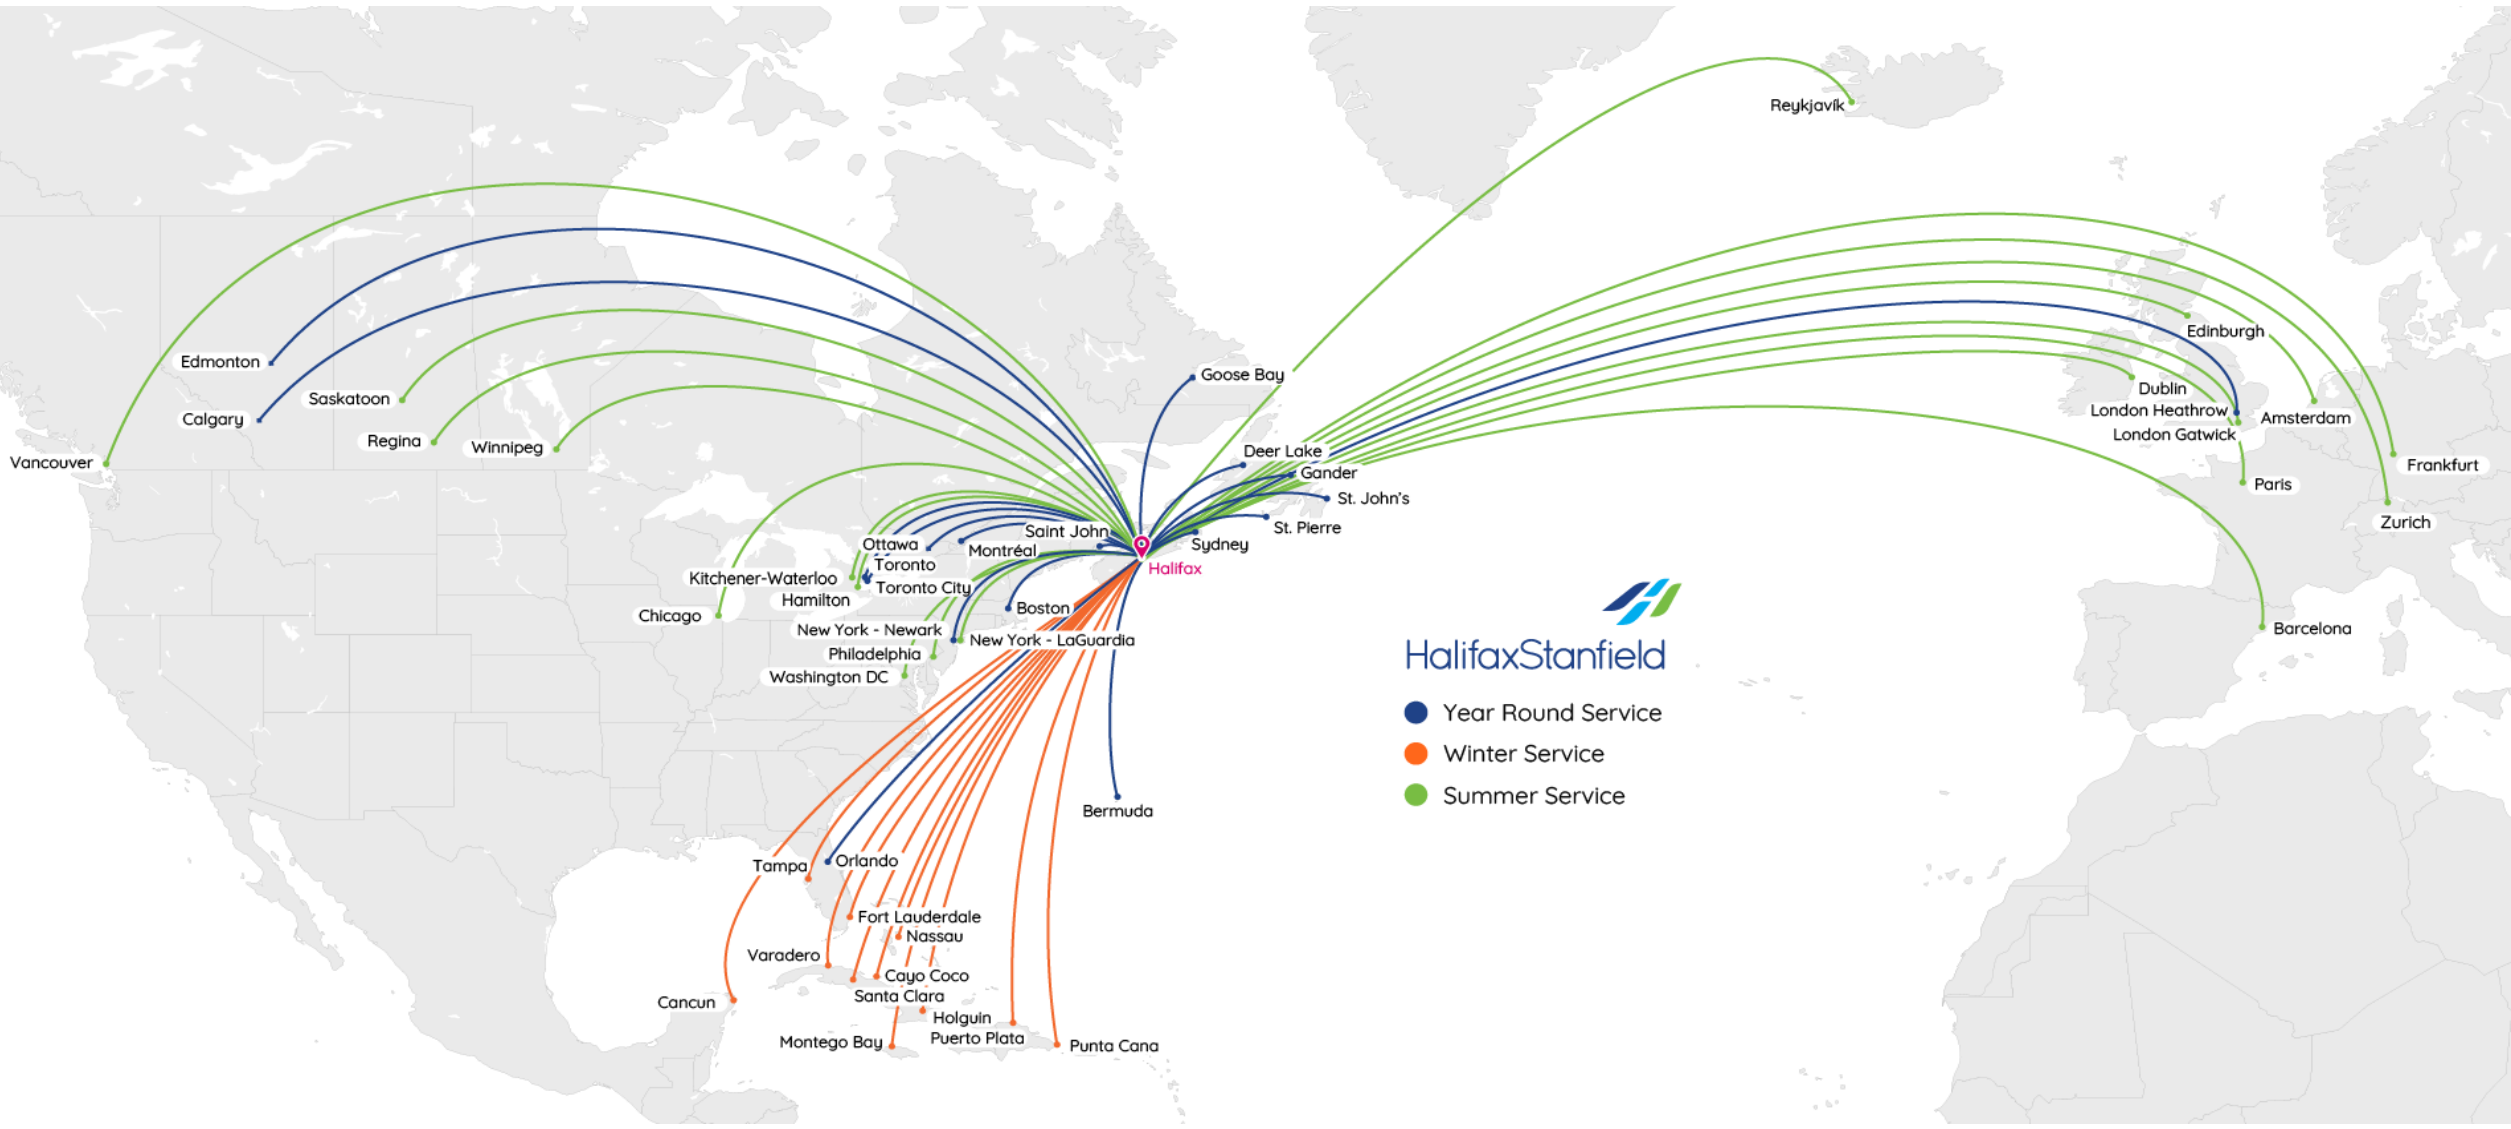 Reykjavík
Edinburgh
Edmonton
Goose Bay
Dublin
Saskatoon
London Heathrow
Calgary
Amsterdam
London Gatwick
Regina
Winnipeg
Deer Lake
Vancouver
Gander
Frankfurt
Paris
St. John's
Zurich
St. Pierre
Saint John
Ottawa
Montréal
Sydney
Toronto
Halifax
Kitchener-Waterloo
Toronto City
Hamilton
Boston
Chicago
New York - Newark
New York - LaGuardia
Barcelona
Philadelphia
Washington DC
HalifaxStanfield
Year Round Service
Winter Service
Summer Service
Bermuda
Orlando
Tampa
Fort Lauderdale
Nassau
Varadero
Cayo Coco
Santa Clara
Cancun
Holguin
Puerto Plata
Montego Bay
Punta Cana